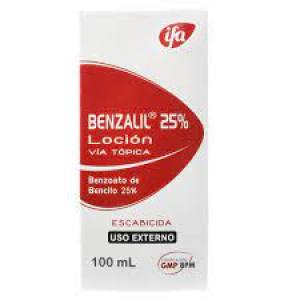 ifa
BENZALIL® 25%
Loción
VÍA TÓPICA
Benzoato de
Bencilo 25%
ESCABICIDA
USO EXTERNO
100 mL
GMP BPM